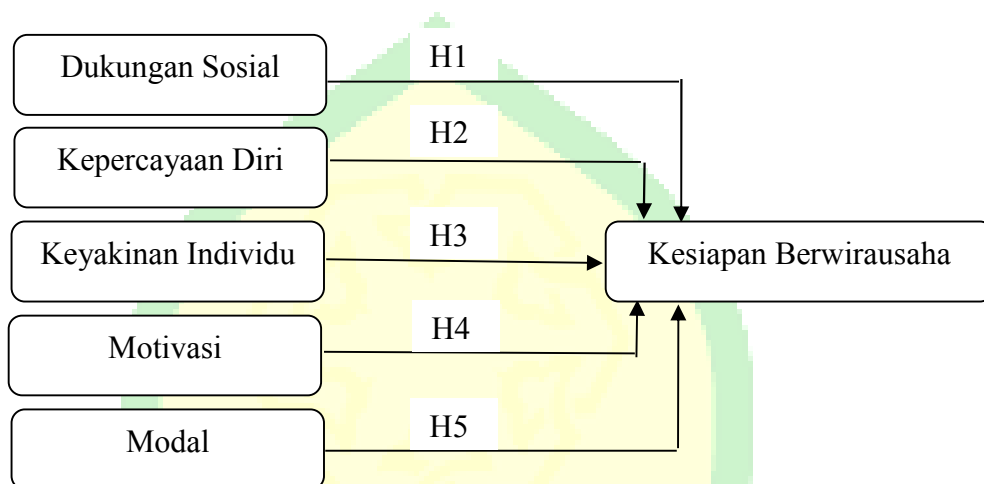 Dukungan Sosial
H1
Kepercayaan Diri
H2
Keyakinan Individu
H3
Kesiapan Berwirausaha
Motivasi
H4
Modal
H5